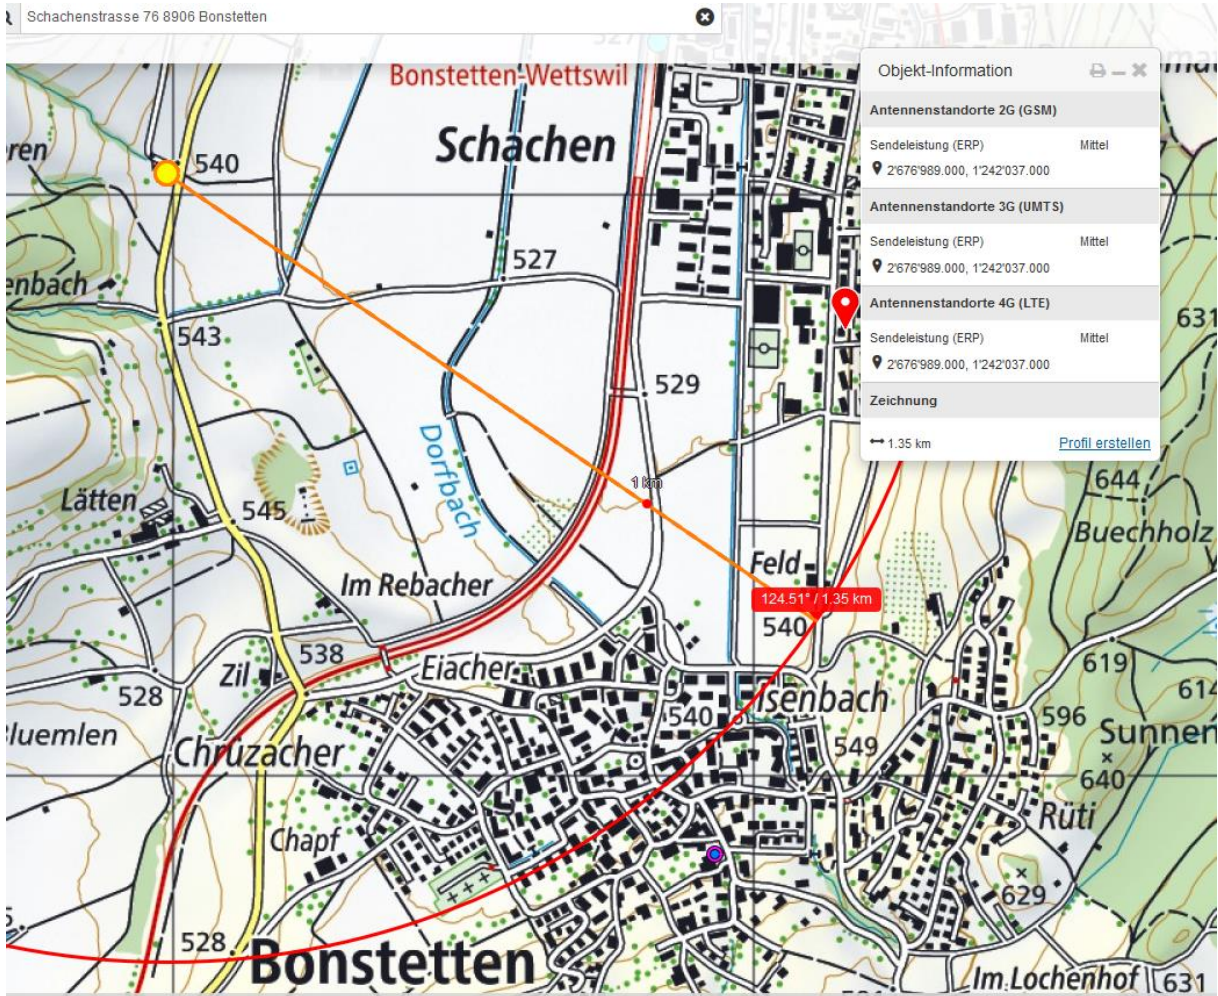 Schachenstrasse 76 8906 Bonstetten
Bonstetten-Wettswil
Schachen
540
527
543
529
Dorfbach
Lätten
545
Im Rebacher
1 km
Feld
124.51° / 1.35 km
540
538
Eiacher
Zil
528
540
Isenbach
549
596
Chrüzacher
Chapf
528
Bonstetten
Im Lochenhof
631
629
Rüti
640
Sunnen
614
619
Buechholz
644
631
Objekt-Information
Antennenstandorte 2G (GSM)
Sendeleistung (ERP) Mittel
2'676'989.000, 1'242'037.000
Antennenstandorte 3G (UMTS)
Sendeleistung (ERP) Mittel
2'676'989.000, 1'242'037.000
Antennenstandorte 4G (LTE)
Sendeleistung (ERP) Mittel
2'676'989.000, 1'242'037.000
Zeichnung
1.35 km Profil erstellen
ren
enbach
luemlen